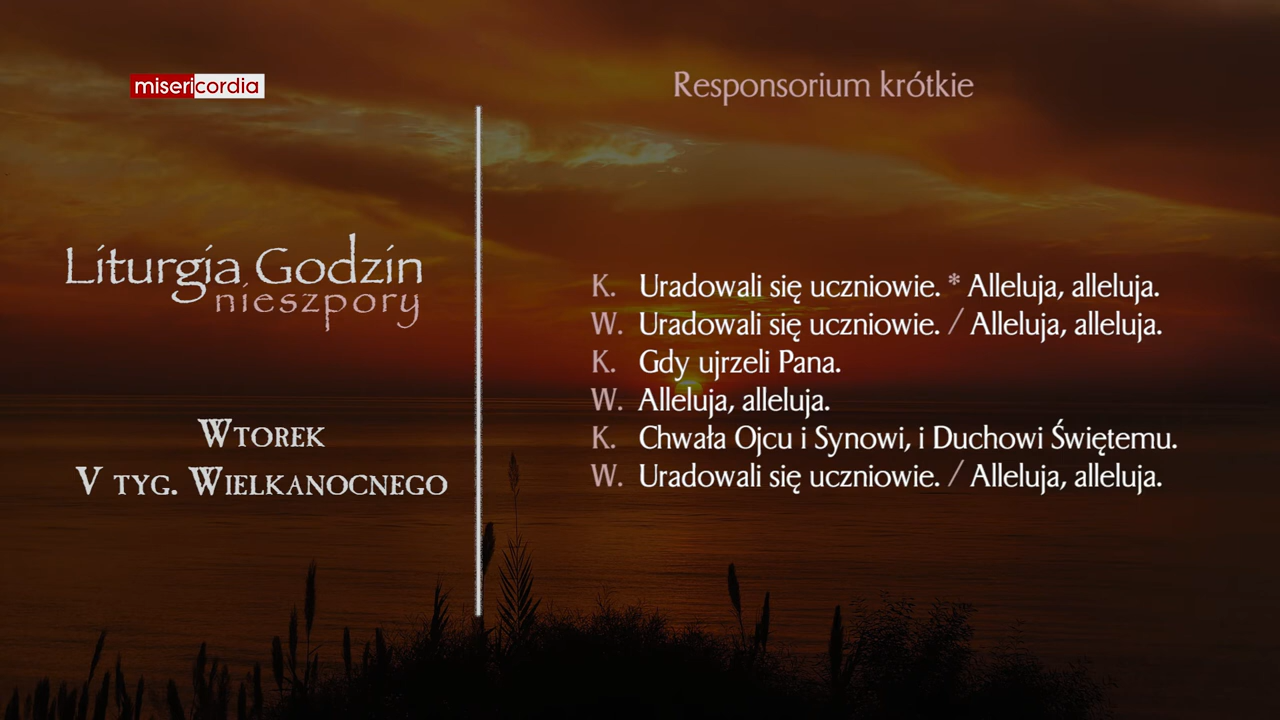 misericordia
Liturgia Godzin
nieszpory
Wtorek
V tyg. Wielkanocnego
Responsorium krótkie
K. Uradowali się uczniowie. * Alleluja, alleluja.
W. Uradowali się uczniowie. / Alleluja, alleluja.
K. Gdy ujrzeli Pana.
W. Alleluja, alleluja.
K. Chwała Ojcu i Synowi, i Duchowi Świętemu.
W. Uradowali się uczniowie. / Alleluja, alleluja.